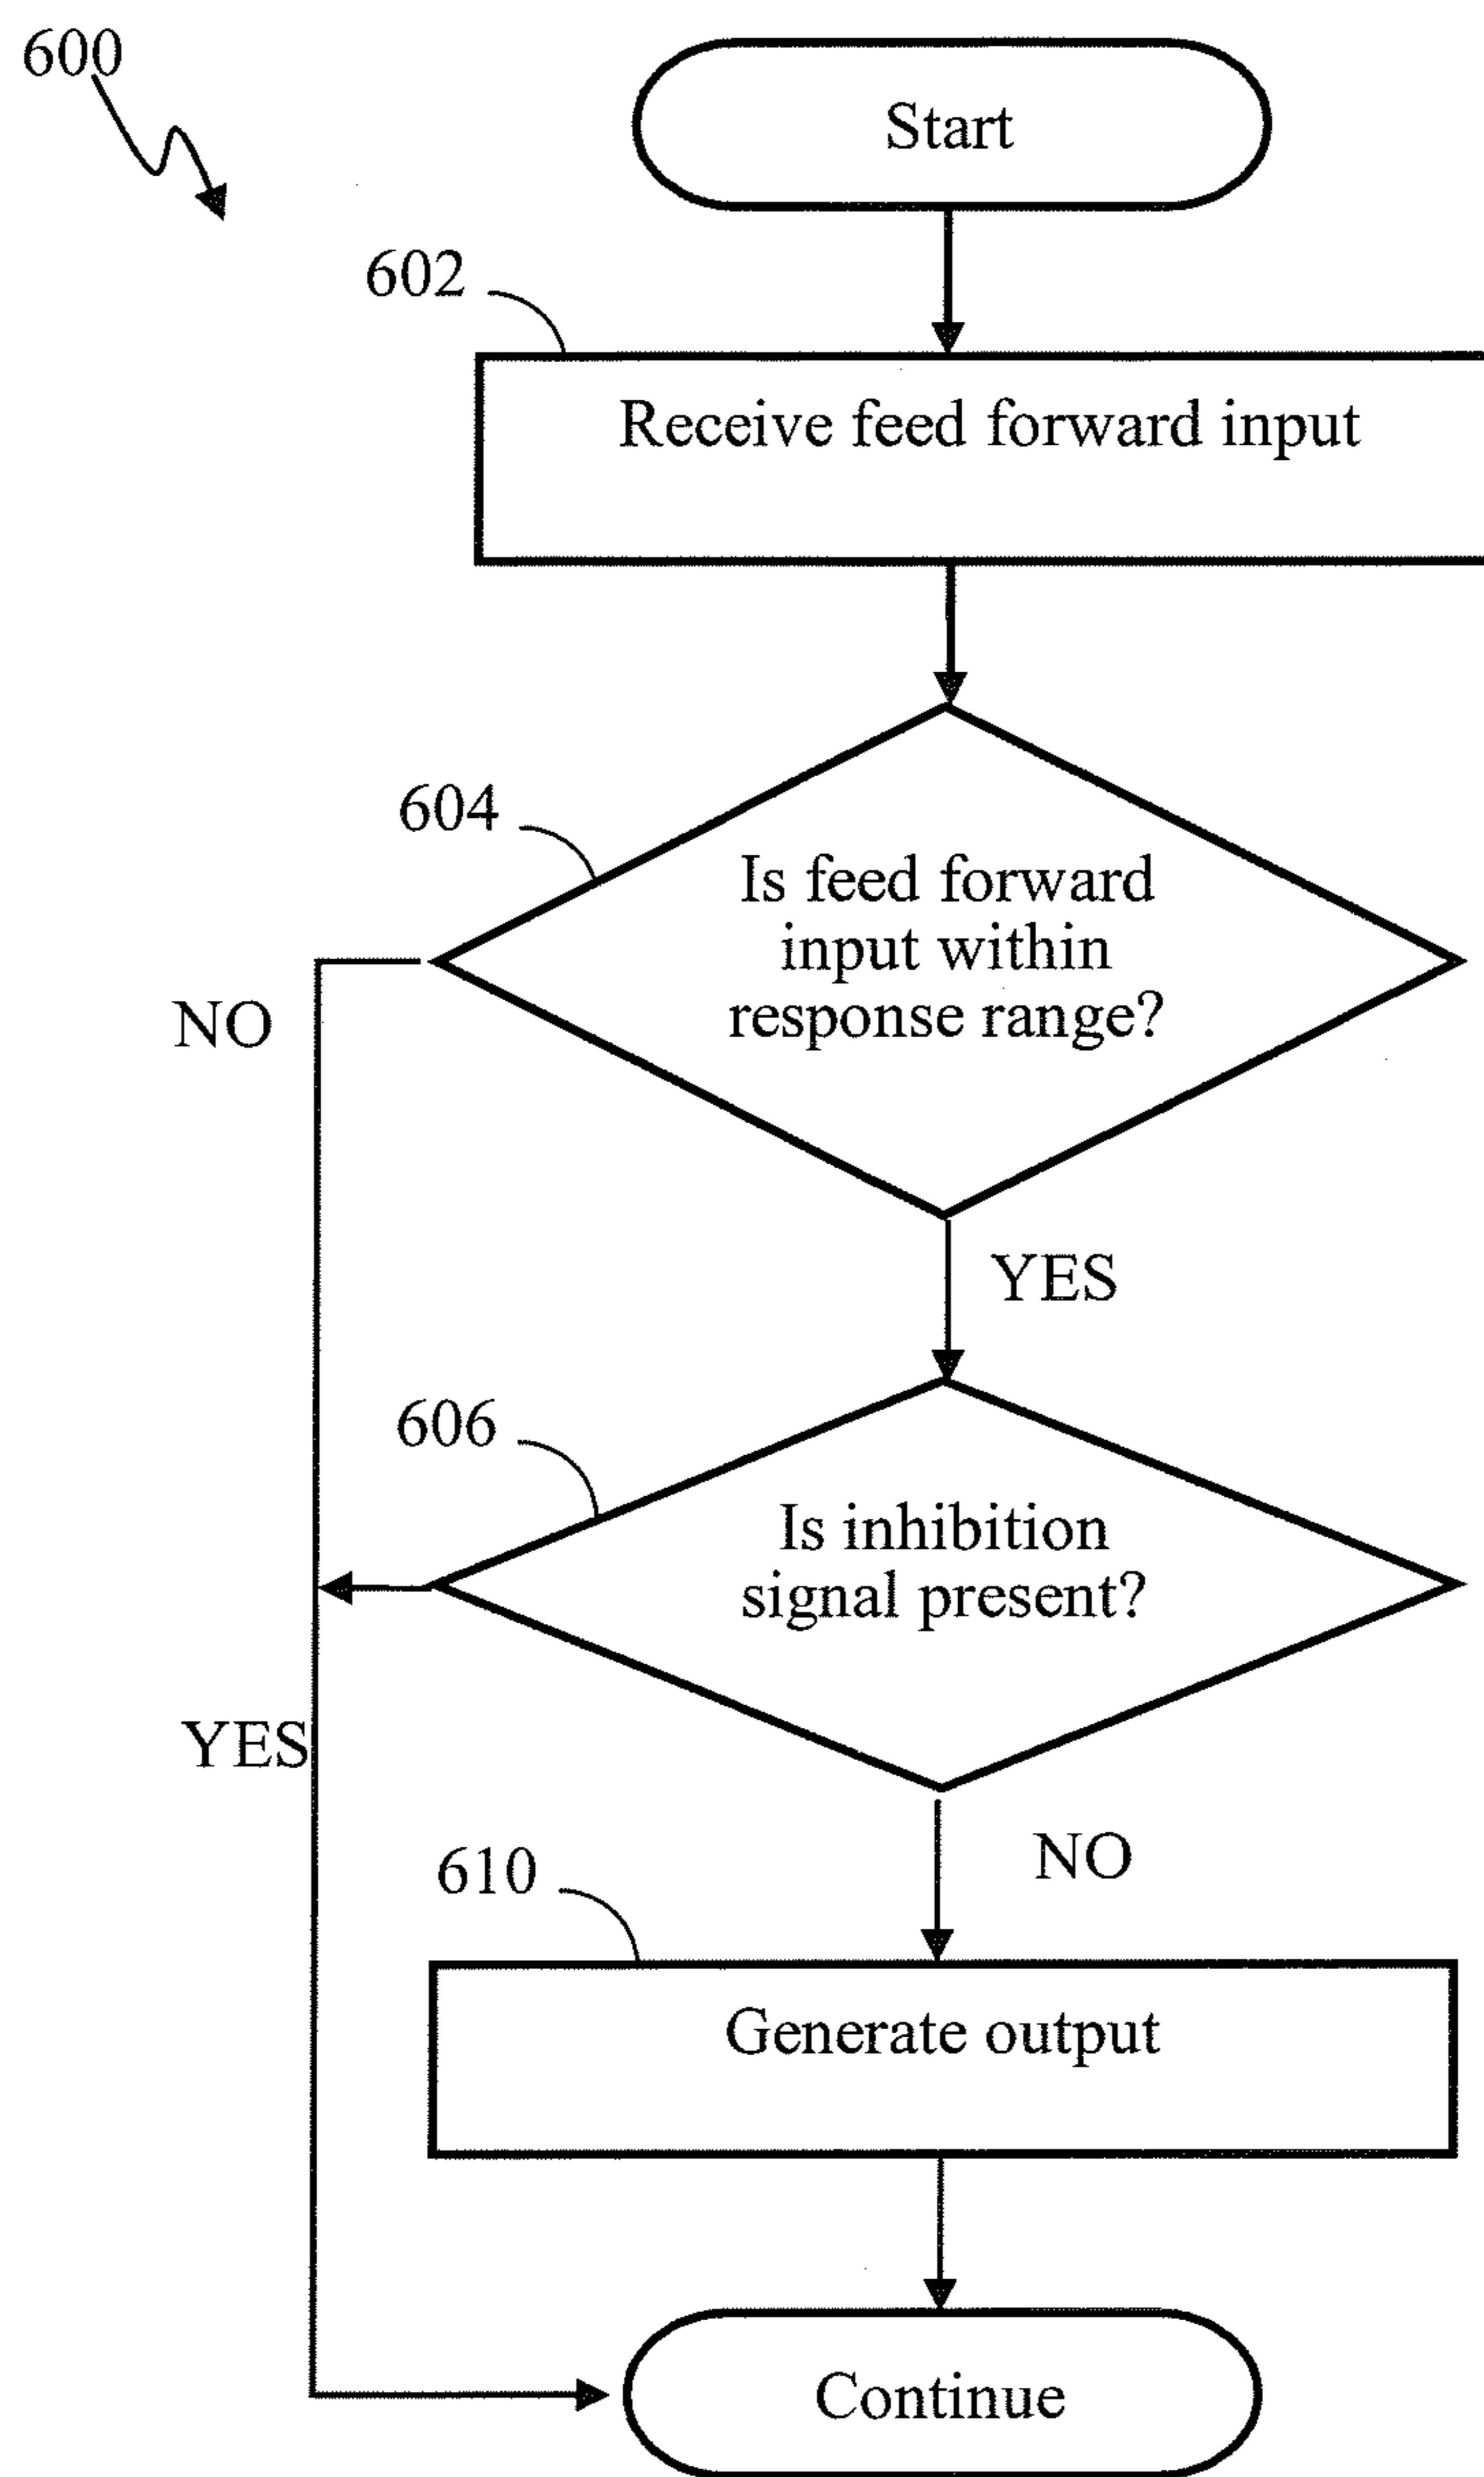 600
Start
602
Receive feed forward input
604
Is feed forward
input within
response range?
NO
YES
606
Is inhibition
signal present?
YES
NO
610
Generate output
Continue